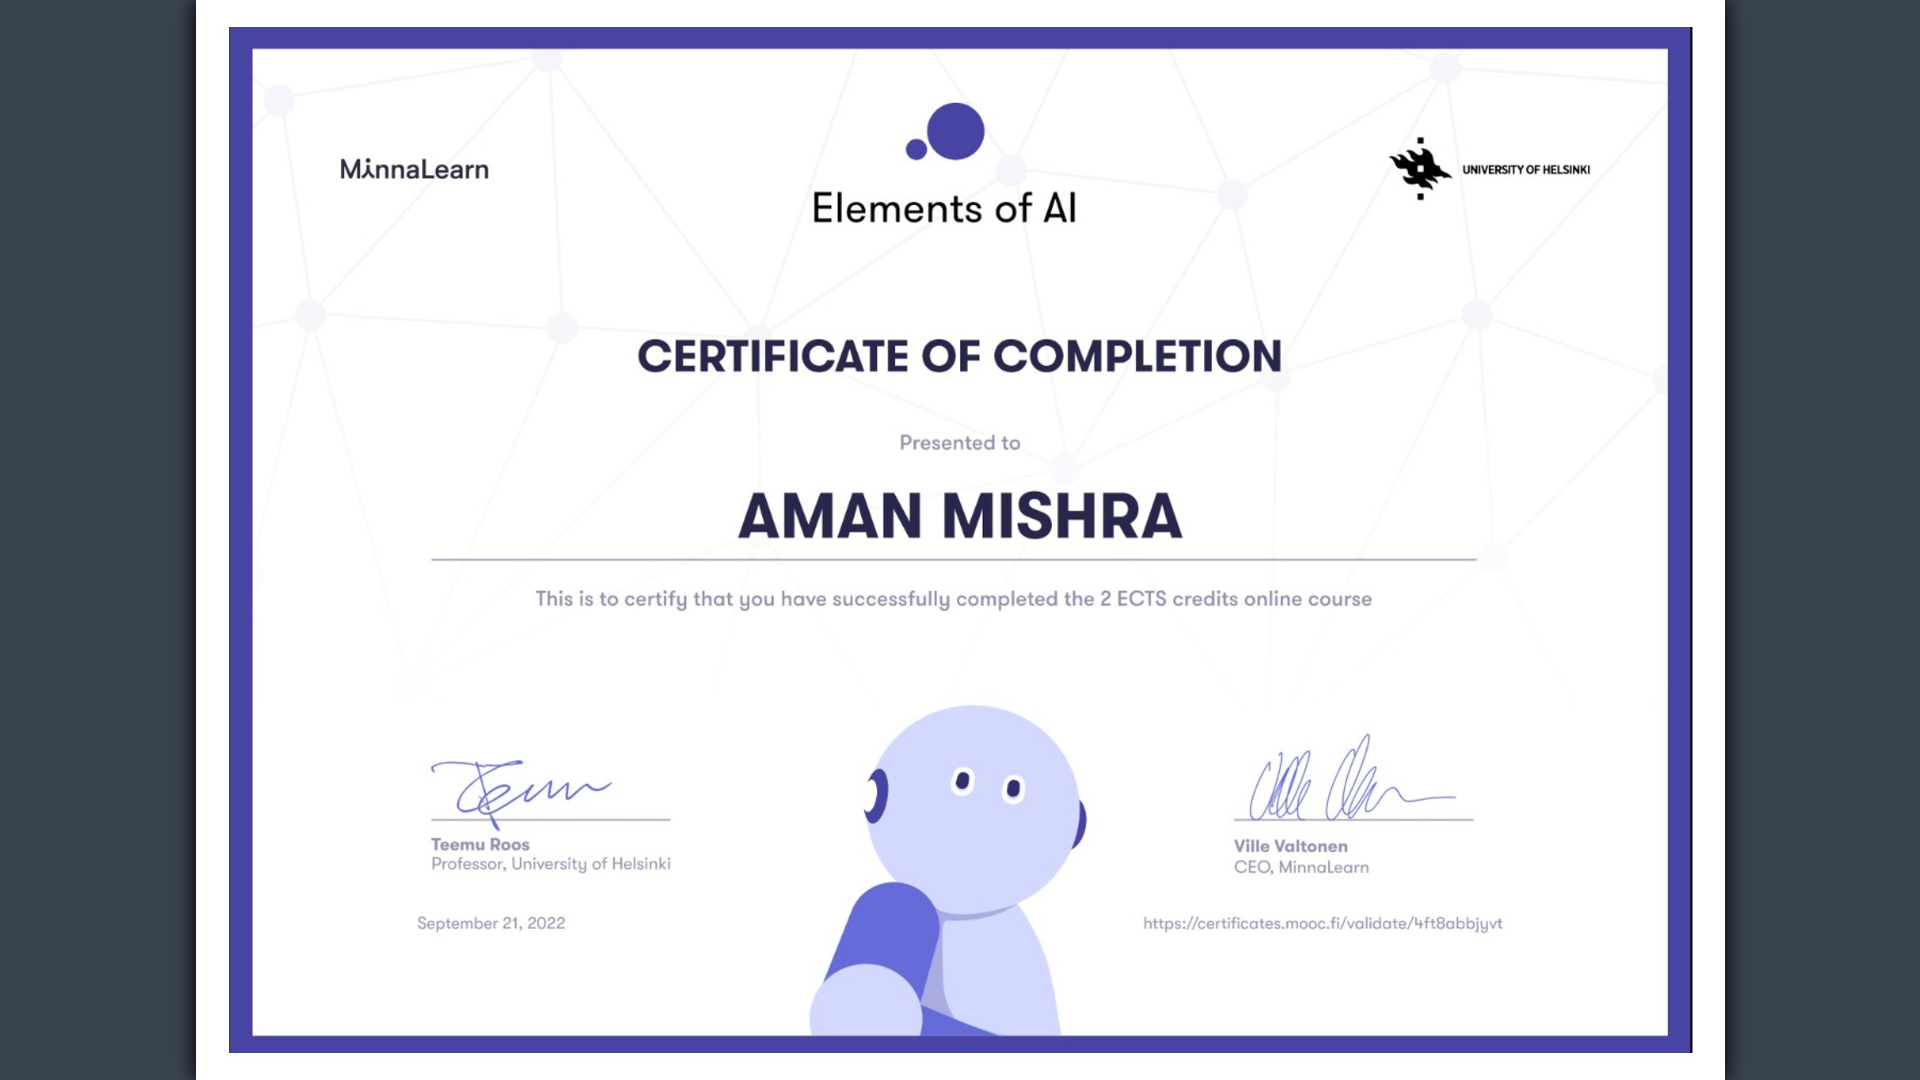 MinnaLearn
Elements of AI
UNIVERSITY OF HELSINKI
CERTIFICATE OF COMPLETION
Presented to
AMAN MISHRA
This is to certify that you have successfully completed the 2 ECTS credits online course
Teemu Roos
Professor, University of Helsinki
September 21, 2022
Ville Valtonen
CEO, MinnaLearn
https://certificates.mooc.fi/validate/4ft8abbjyvt